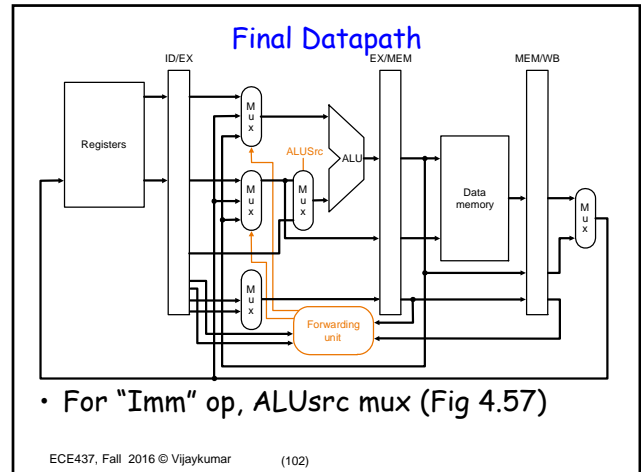 Final Datapath
ID/EX
EX/MEM
MEM/WB
Registers
M
u
x
M
u
x
M
u
x
ALUSrc
M
u
x
ALU
Data
memory
M
u
x
Forwarding
unit
• For "Imm" op, ALUsrc mux (Fig 4.57)
ECE437, Fall 2016 © Vijaykumar (102)